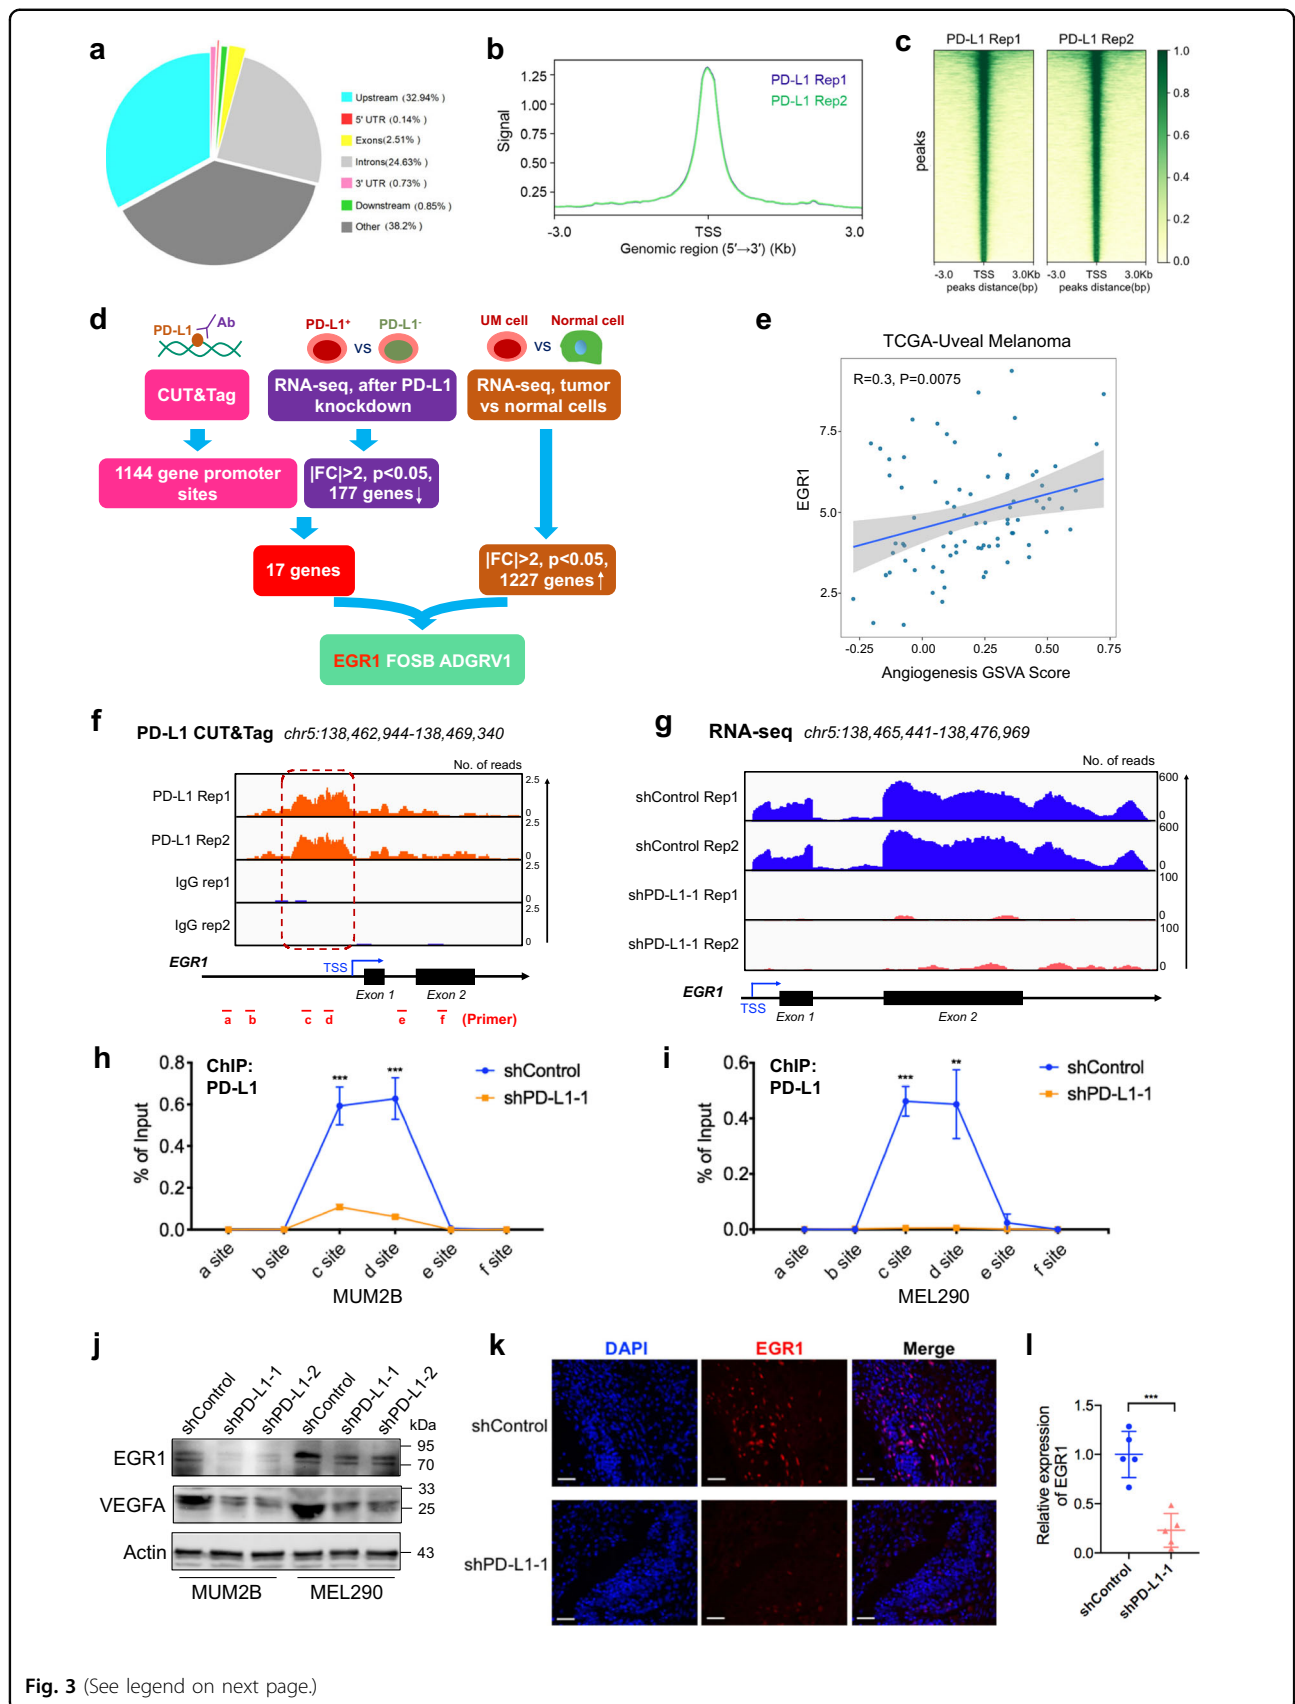 a
Upstream (32.94%)
5' UTR (0.14%)
Exons(2.51%)
Introns(24.63%)
3' UTR (0.73%)
Downstream (0.85%)
Other (38.2%)
b
PD-L1 Rep1
PD-L1 Rep2
Signal
1.25
1.00
0.75
0.50
0.25
-3.0
TSS
3.0
Genomic region (5'→3') (Kb)
c
PD-L1 Rep1
PD-L1 Rep2
peaks
1.0
0.8
0.6
0.4
0.2
0.0
-3.0 TSS 3.0Kb
peaks distance(bp)
-3.0 TSS 3.0Kb
peaks distance(bp)
d
PD-L1
Ab
PD-L1⁺ VS PD-L1⁻
UM cell VS Normal cell
CUT&Tag
RNA-seq, after PD-L1
knockdown
RNA-seq, tumor
vs normal cells
1144 gene promoter
sites
|FC|>2, p<0.05,
177 genes↓
17 genes
|FC|>2, p<0.05,
1227 genes↑
EGR1 FOSB ADGRV1
e
TCGA-Uveal Melanoma
R=0.3, P=0.0075
EGR1
7.5
5.0
2.5
-0.25 0.00 0.25 0.50 0.75
Angiogenesis GSVA Score
f
PD-L1 CUT&Tag chr5:138,462,944-138,469,340
No. of reads
PD-L1 Rep1
2.5
0
PD-L1 Rep2
2.5
0
IgG rep1
2.5
0
IgG rep2
2.5
0
EGR1
TSS
Exon 1
Exon 2
a b c d e f (Primer)
g
RNA-seq chr5:138,465,441-138,476,969
No. of reads
shControl Rep1
600
0
shControl Rep2
600
0
shPD-L1-1 Rep1
100
0
shPD-L1-1 Rep2
100
0
EGR1
TSS
Exon 1
Exon 2
h
ChIP:
PD-L1
shControl
shPD-L1-1
% of Input
0.8
0.6
0.4
0.2
0.0
***
***
a site
b site
c site
d site
e site
f site
MUM2B
i
ChIP:
PD-L1
shControl
shPD-L1-1
% of Input
0.6
0.4
0.2
0.0
***
**
a site
b site
c site
d site
e site
f site
MEL290
j
shControl
shPD-L1-1
shPD-L1-2
shControl
shPD-L1-1
shPD-L1-2
kDa
EGR1
95
70
VEGFA
33
25
Actin
43
MUM2B
MEL290
k
DAPI
EGR1
Merge
shControl
shPD-L1-1
l
***
Relative expression
of EGR1
1.5
1.0
0.5
0.0
shControl
shPD-L1-1
Fig. 3 (See legend on next page.)